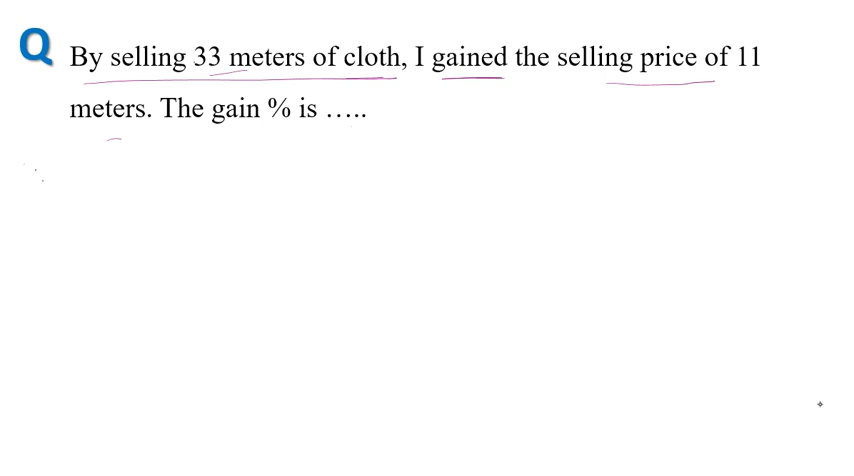 Q By selling 33 meters of cloth, I gained the selling price of 11
meters. The gain % is …..